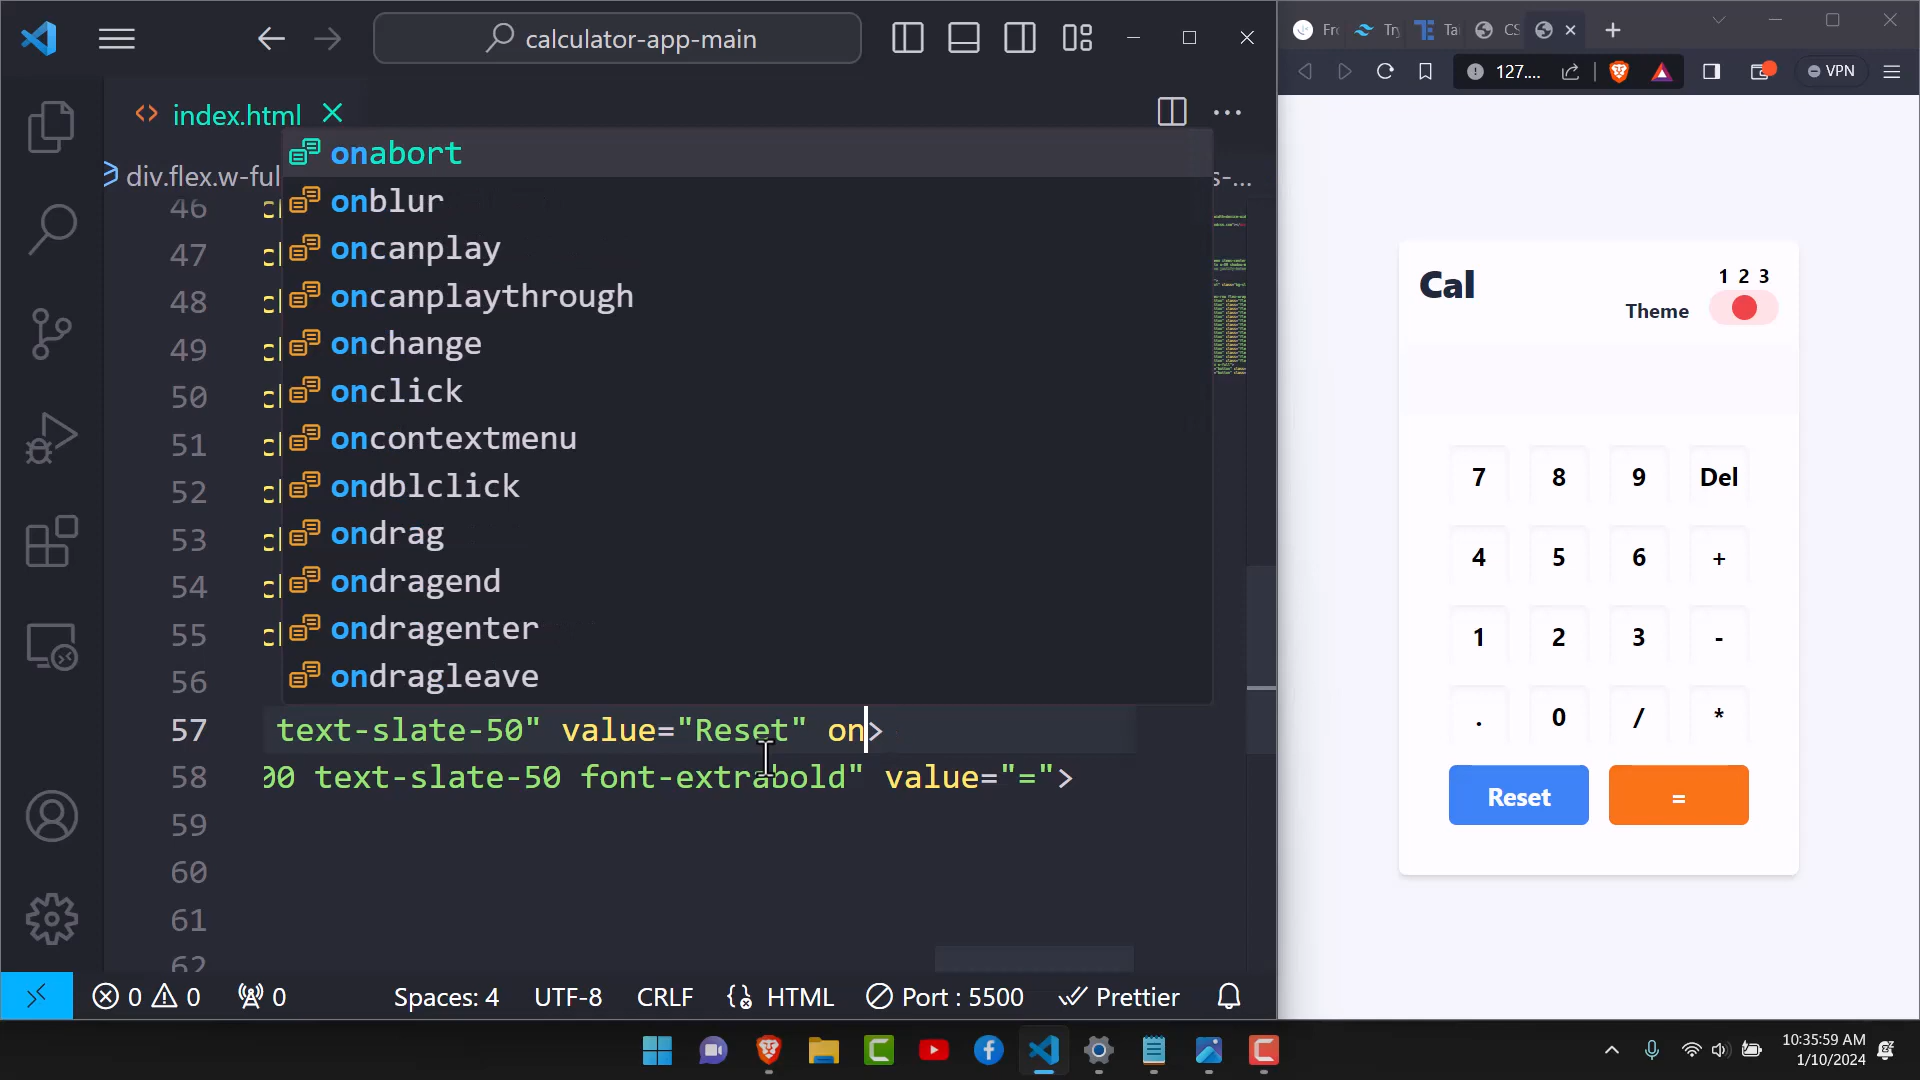 calculator-app-main
index.html
div.flex.w-ful
s-...
onabort
onblur
oncanplay
oncanplaythrough
onchange
onclick
oncontextmenu
ondblclick
ondrag
ondragend
ondragenter
ondragleave
46
47
48
49
50
51
52
53
54
55
56
57 text-slate-50" value="Reset" on>
58 00 text-slate-50 font-extrabold" value="=">
59
60
61
62
0 0 0
Spaces: 4 UTF-8 CRLF HTML Port : 5500 Prettier
Fr Try Ta CS
127.... VPN
Cal
1 2 3
Theme
7 8 9 Del
4 5 6 +
1 2 3 -
. 0 / *
Reset =
10:35:59 AM
1/10/2024